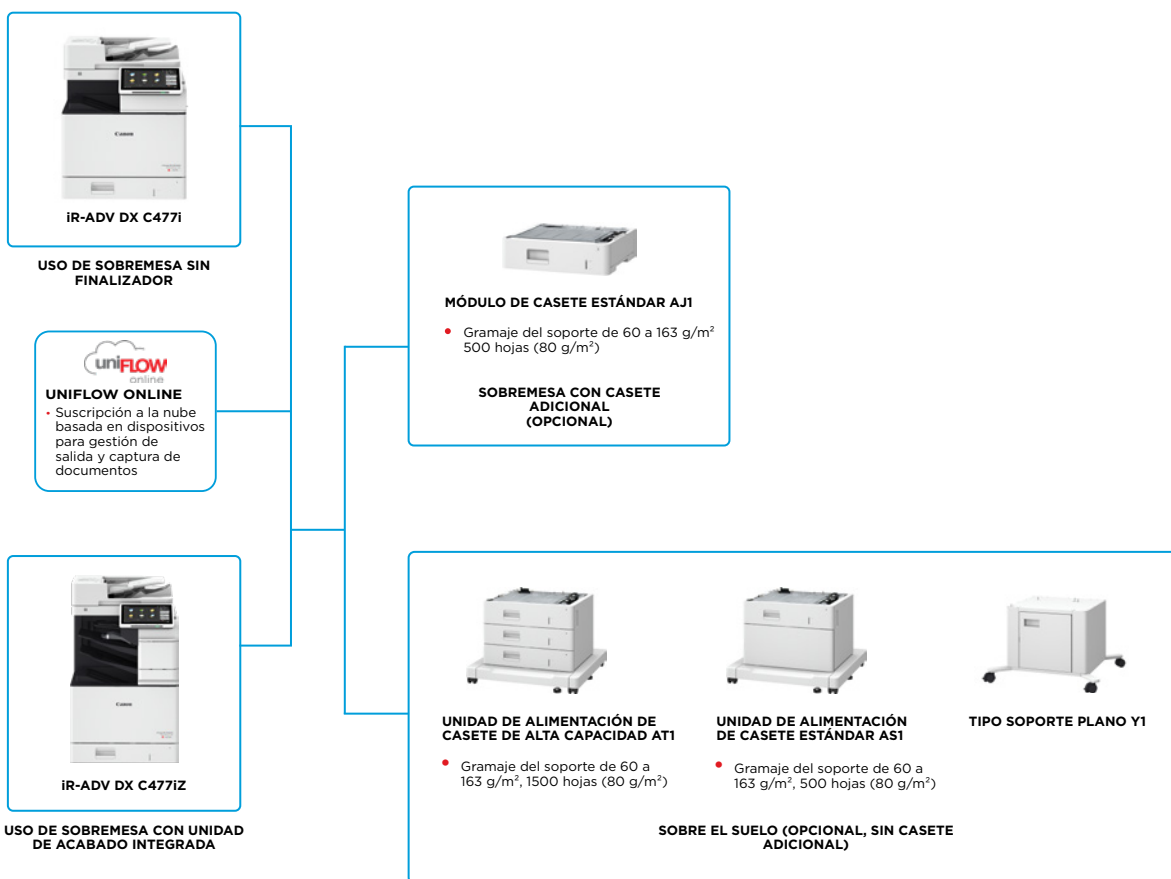 Canon
iR-ADV DX C477i
USO DE SOBREMESA SIN
FINALIZADOR
uniFLOW
online
UNIFLOW ONLINE
• Suscripción a la nube
basada en dispositivos
para gestión de
salida y captura de
documentos
Canon
iR-ADV DX C477iZ
USO DE SOBREMESA CON UNIDAD
DE ACABADO INTEGRADA
MÓDULO DE CASETE ESTÁNDAR AJ1
• Gramaje del soporte de 60 a 163 g/m²
500 hojas (80 g/m²)
SOBREMESA CON CASETE
ADICIONAL
(OPCIONAL)
UNIDAD DE ALIMENTACIÓN DE
CASETE DE ALTA CAPACIDAD AT1
• Gramaje del soporte de 60 a
163 g/m², 1500 hojas (80 g/m²)
UNIDAD DE ALIMENTACIÓN
DE CASETE ESTÁNDAR AS1
• Gramaje del soporte de 60 a
163 g/m², 500 hojas (80 g/m²)
TIPO SOPORTE PLANO Y1
SOBRE EL SUELO (OPCIONAL, SIN CASETE
ADICIONAL)